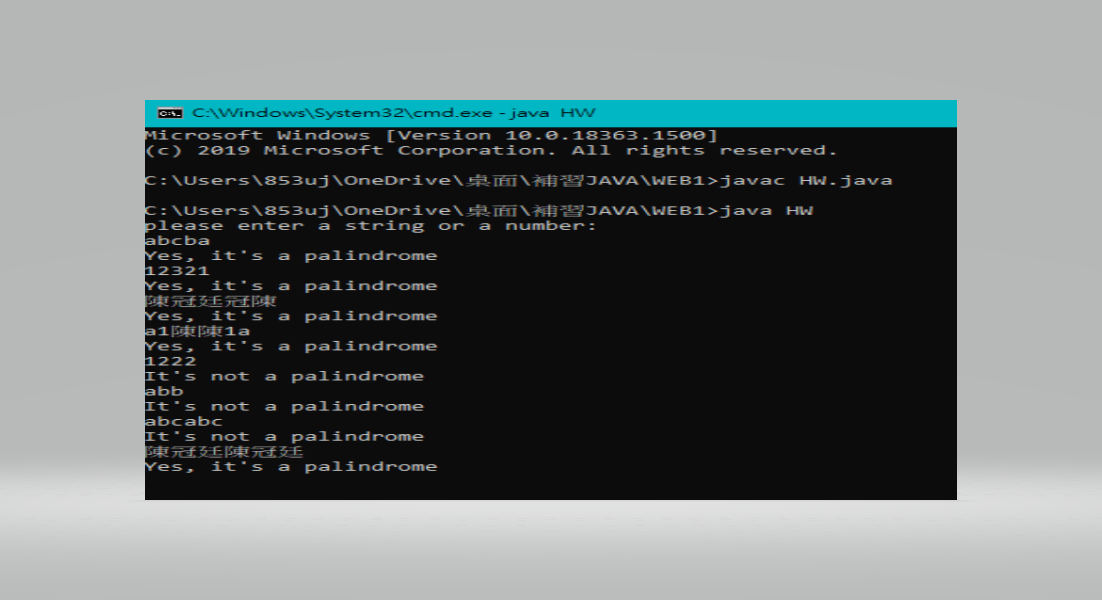 C:\Windows\System32\cmd.exe - java HW
Microsoft Windows [Version 10.0.18363.1500]
(c) 2019 Microsoft Corporation. All rights reserved.
C:\Users\853uj\OneDrive\桌面\補習JAVA\WEB1>javac HW.java
C:\Users\853uj\OneDrive\桌面\補習JAVA\WEB1>java HW
please enter a string or a number:
abcba
Yes, it's a palindrome
12321
Yes, it's a palindrome
陳冠廷冠陳
Yes, it's a palindrome
a1陳陳1a
Yes, it's a palindrome
1222
It's not a palindrome
abb
It's not a palindrome
abcabc
It's not a palindrome
陳冠廷陳冠廷
Yes, it's a palindrome